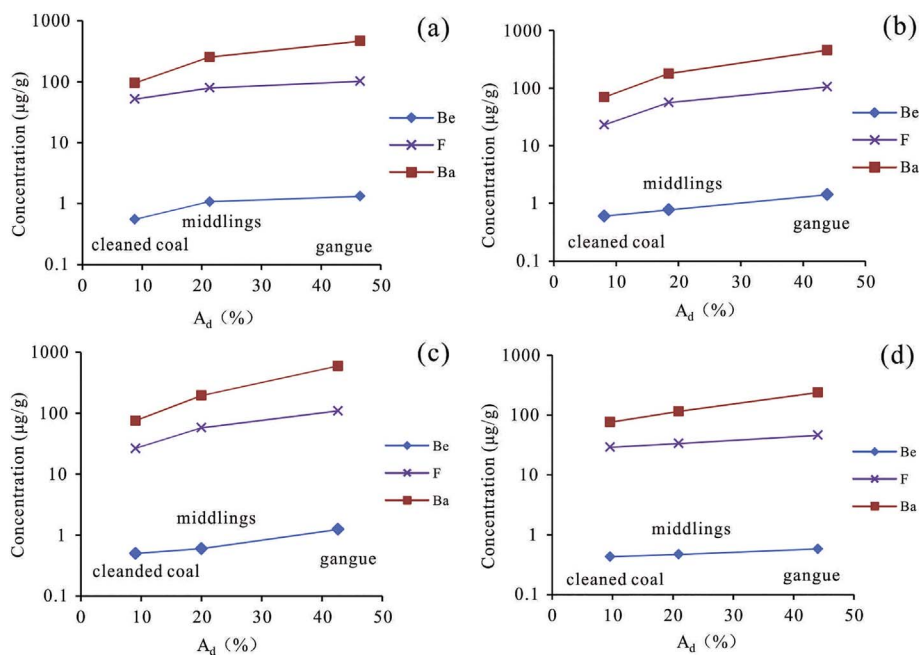 (a)
Concentration (μg/g)
1000
100
10
1
0.1
Be
F
Ba
middlings
cleaned coal
gangue
0 10 20 30 40 50
A_d (%)
(b)
Concentration (μg/g)
1000
100
10
1
0.1
Be
F
Ba
middlings
cleaned coal
gangue
0 10 20 30 40 50
A_d (%)
(c)
Concentration (μg/g)
1000
100
10
1
0.1
Be
F
Ba
middlings
cleanded coal
gangue
0 10 20 30 40 50
A_d (%)
(d)
Concentration (μg/g)
1000
100
10
1
0.1
Be
F
Ba
middlings
cleaned coal
gangue
0 10 20 30 40 50
A_d (%)